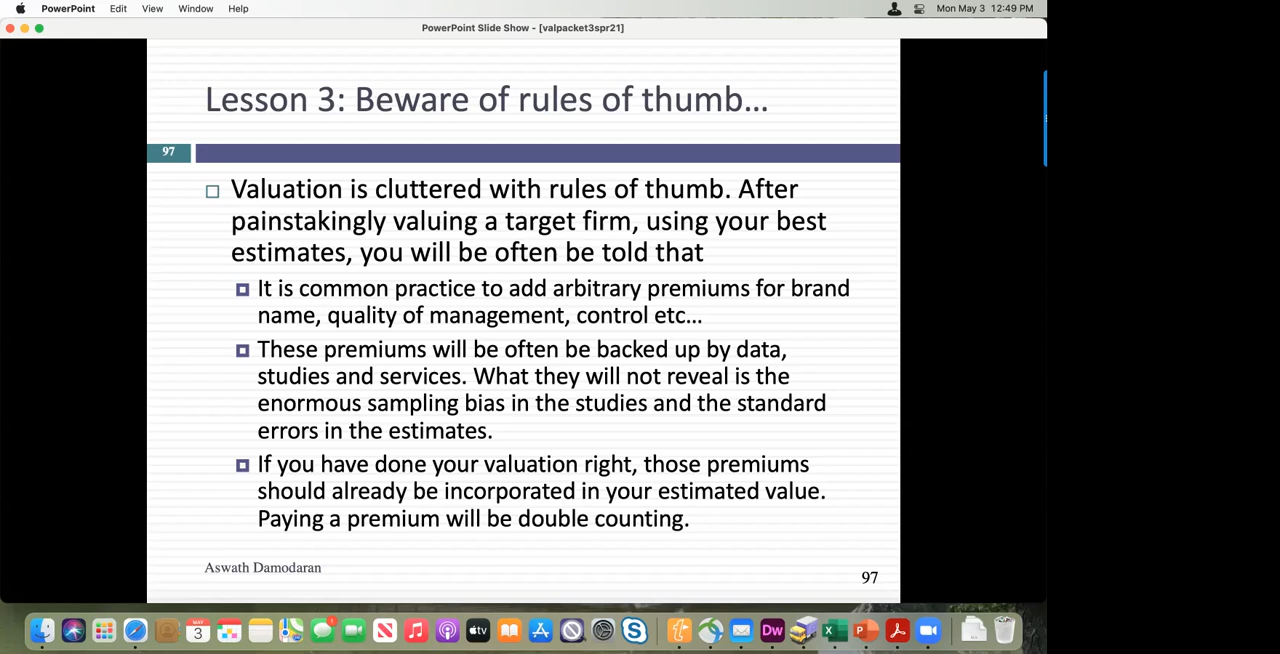 PowerPoint Edit View Window Help Mon May 3 12:49 PM
PowerPoint Slide Show - [valpacket3spr21]
Lesson 3: Beware of rules of thumb...
97
Valuation is cluttered with rules of thumb. After
painstakingly valuing a target firm, using your best
estimates, you will be often be told that
It is common practice to add arbitrary premiums for brand
name, quality of management, control etc...
These premiums will be often be backed up by data,
studies and services. What they will not reveal is the
enormous sampling bias in the studies and the standard
errors in the estimates.
If you have done your valuation right, those premiums
should already be incorporated in your estimated value.
Paying a premium will be double counting.
Aswath Damodaran
97
MAY
3
tv
Dw